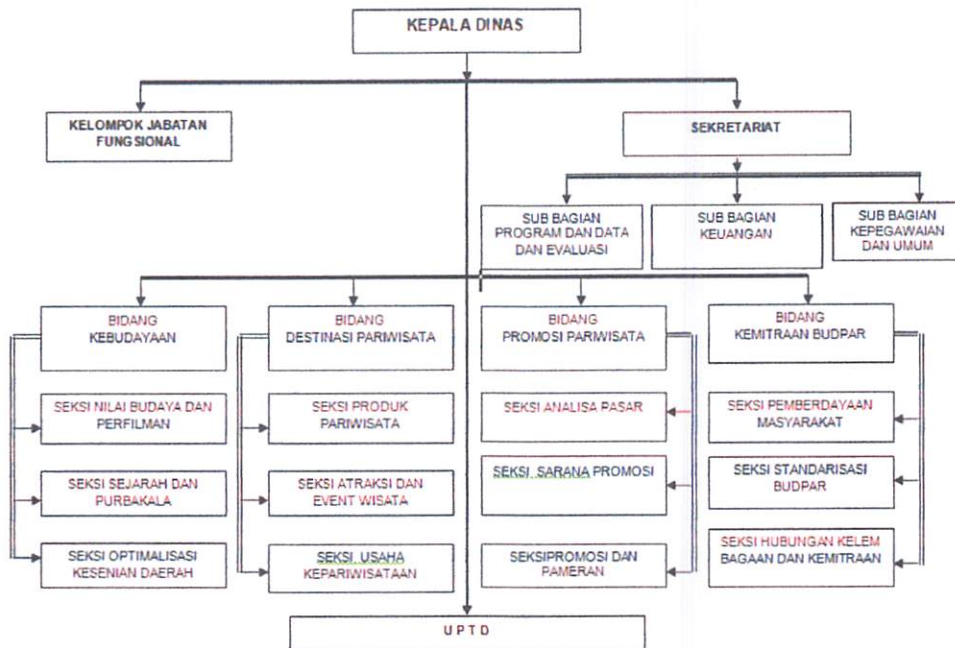 KEPALA DINAS
KELOMPOK JABATAN
FUNGSIONAL
SEKRETARIAT
SUB BAGIAN
PROGRAM DAN DATA
DAN EVALUASI
SUB BAGIAN
KEUANGAN
SUB BAGIAN
KEPEGAWAIAN
DAN UMUM
BIDANG
KEBUDAYAAN
BIDANG
DESTINASI PARIWISATA
BIDANG
PROMOSI PARIWISATA
BIDANG
KEMITRAAN BUDPAR
SEKSI NILAI BUDAYA DAN
PERFILMAN
SEKSI PRODUK
PARIWISATA
SEKSI ANALISA PASAR
SEKSI PEMBERDAYAAN
MASYARAKAT
SEKSI SEJARAH DAN
PURBAKALA
SEKSI ATRAKSI DAN
EVENT WISATA
SEKSI. SARANA PROMOSI
SEKSI STANDARISASI
BUDPAR
SEKSI OPTIMALISASI
KESENIAN DAERAH
SEKSI. USAHA
KEPARIWISATAAN
SEKSIPROMOSI DAN
PAMERAN
SEKSI HUBUNGAN KELEM
BAGAAN DAN KEMITRAAN
UPTD